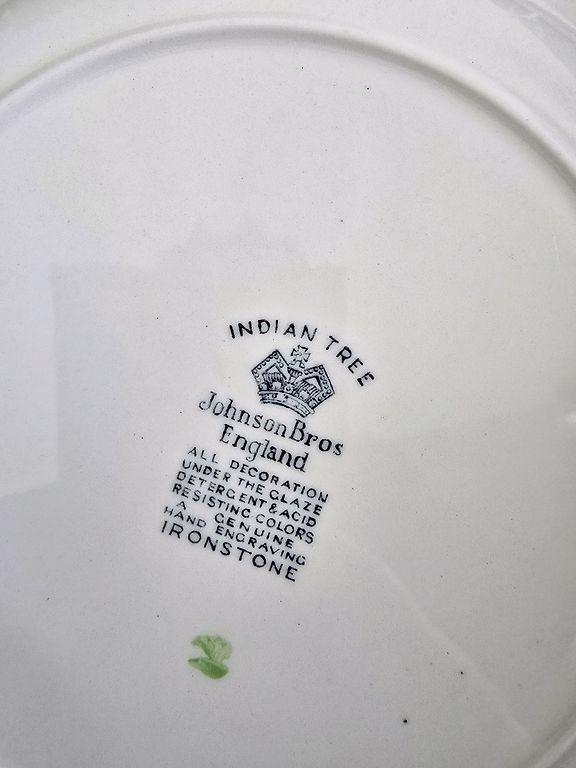 INDIAN TREE
Johnson Bros
England
ALL DECORATION
UNDER THE GLAZE
DETERGENT & ACID
RESISTING COLORS
A GENUINE
HAND ENGRAVING
IRONSTONE